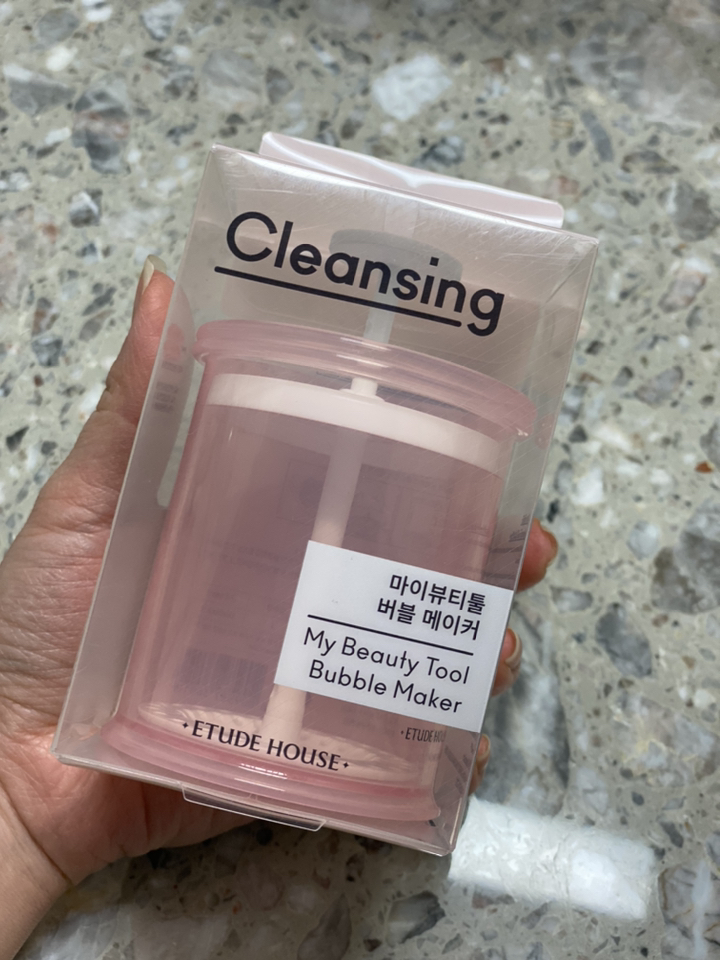 Cleansing
마이뷰티툴
버블 메이커
My Beauty Tool
Bubble Maker
ETUDE HOUSE